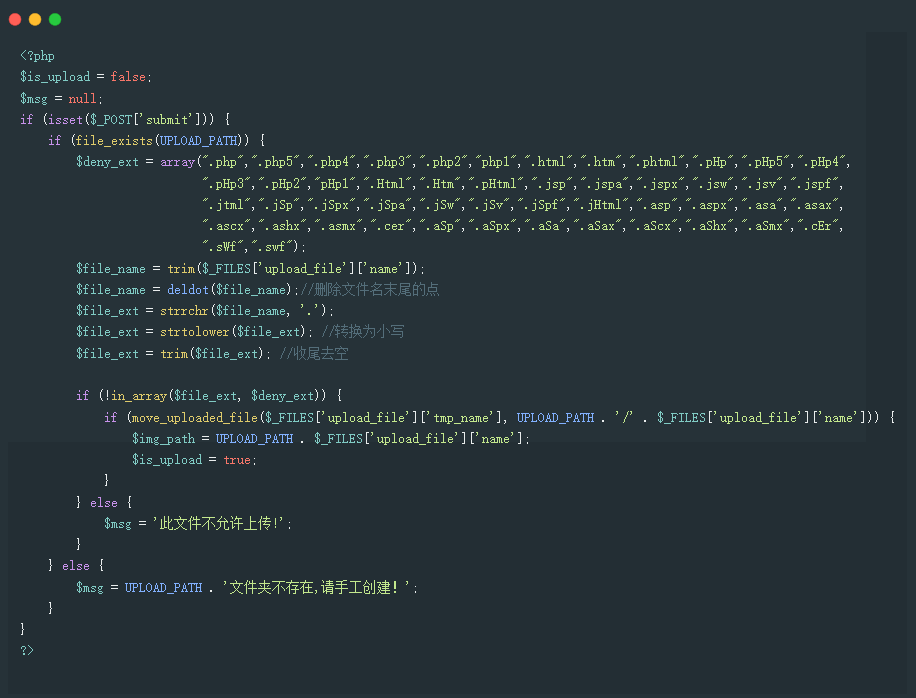 <?php
$is_upload = false;
$msg = null;
if (isset($_POST['submit'])) {
    if (file_exists(UPLOAD_PATH)) {
        $deny_ext = array(".php",".php5",".php4",".php3",".php2","php1",".html",".htm",".phtml",".pHp",".pHp5",".pHp4",
                          ".pHp3",".pHp2","pHp1",".Html",".Htm",".pHtml",".jsp",".jspa",".jspx",".jsw",".jsv",".jspf",
                          ".jtml",".jSp",".jSpx",".jSpa",".jSw",".jSv",".jSpf",".jHtml",".asp",".aspx",".asa",".asax",
                          ".ascx",".ashx",".asmx",".cer",".aSp",".aSpx",".aSa",".aSax",".aScx",".aShx",".aSmx",".cEr",
                          ".sWf",".swf");
        $file_name = trim($_FILES['upload_file']['name']);
        $file_name = deldot($file_name);//删除文件名末尾的点
        $file_ext = strrchr($file_name, '.');
        $file_ext = strtolower($file_ext); //转换为小写
        $file_ext = trim($file_ext); //收尾去空

        if (!in_array($file_ext, $deny_ext)) {
            if (move_uploaded_file($_FILES['upload_file']['tmp_name'], UPLOAD_PATH . '/' . $_FILES['upload_file']['name'])) {
                $img_path = UPLOAD_PATH . $_FILES['upload_file']['name'];
                $is_upload = true;
            }
        } else {
            $msg = '此文件不允许上传!';
        }
    } else {
        $msg = UPLOAD_PATH . '文件夹不存在,请手工创建！';
    }
}
?>